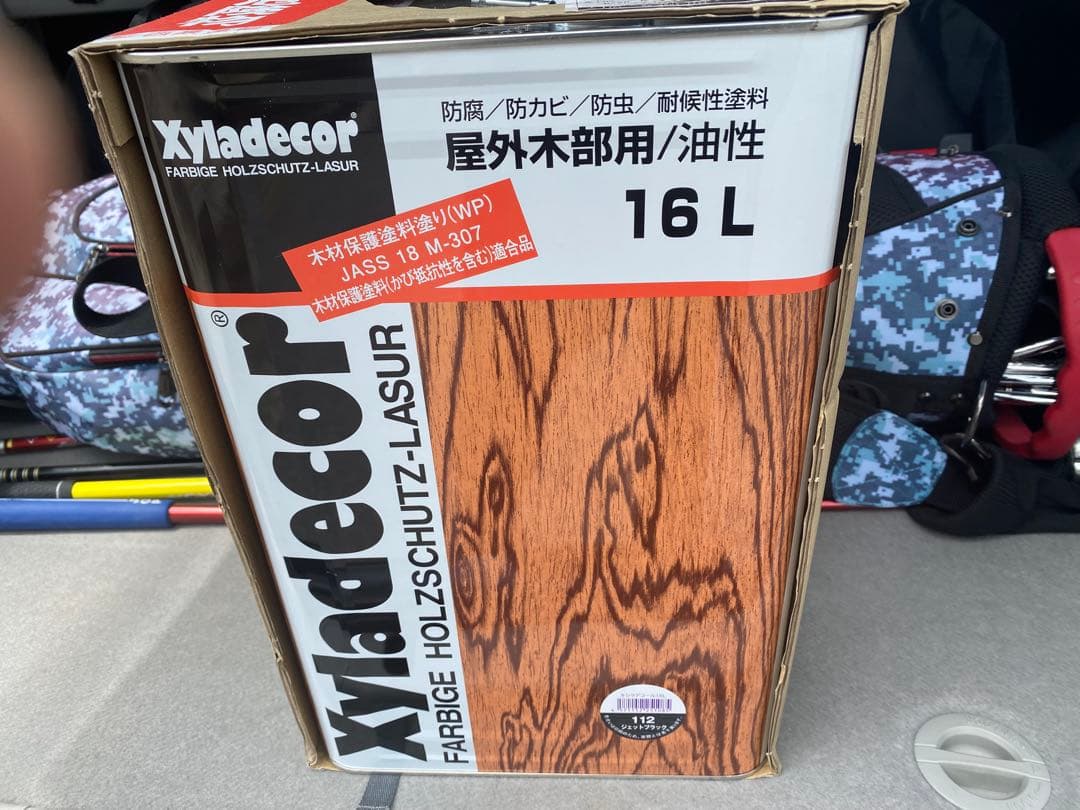 Xyladecor®
FARBIGE HOLZSCHUTZ-LASUR
防腐／防カビ／防虫／耐候性塗料
屋外木部用/油性
16 L
木材保護塗料塗り(WP)
JASS 18 M-307
木材保護塗料(かび抵抗性を含む)適合品
Xyladecor®
FARBIGE HOLZSCHUTZ-LASUR
112
ジェットブラック